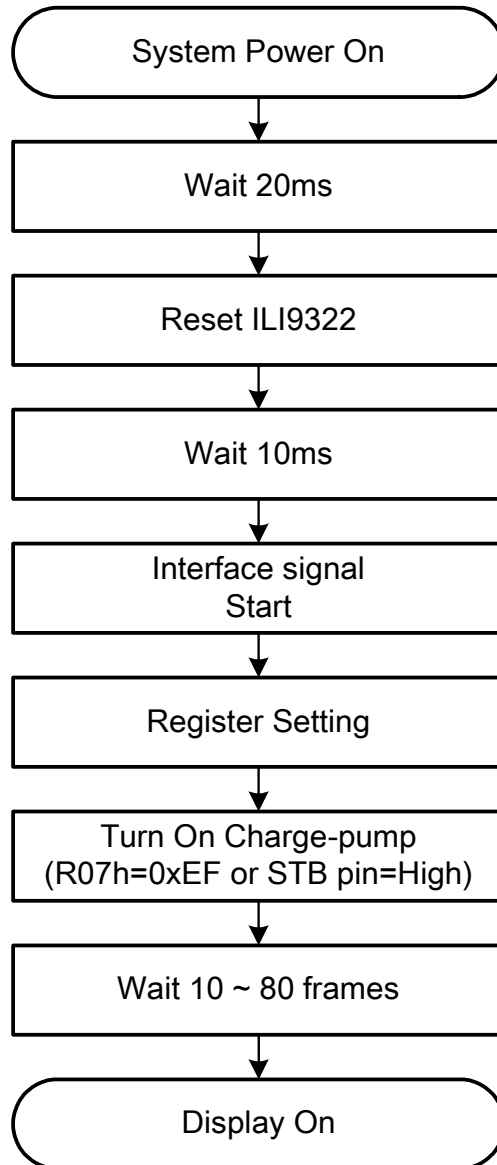 System Power On
Wait 20ms
Reset ILI9322
Wait 10ms
Interface signal
Start
Register Setting
Turn On Charge-pump
(R07h=0xEF or STB pin=High)
Wait 10 ~ 80 frames
Display On